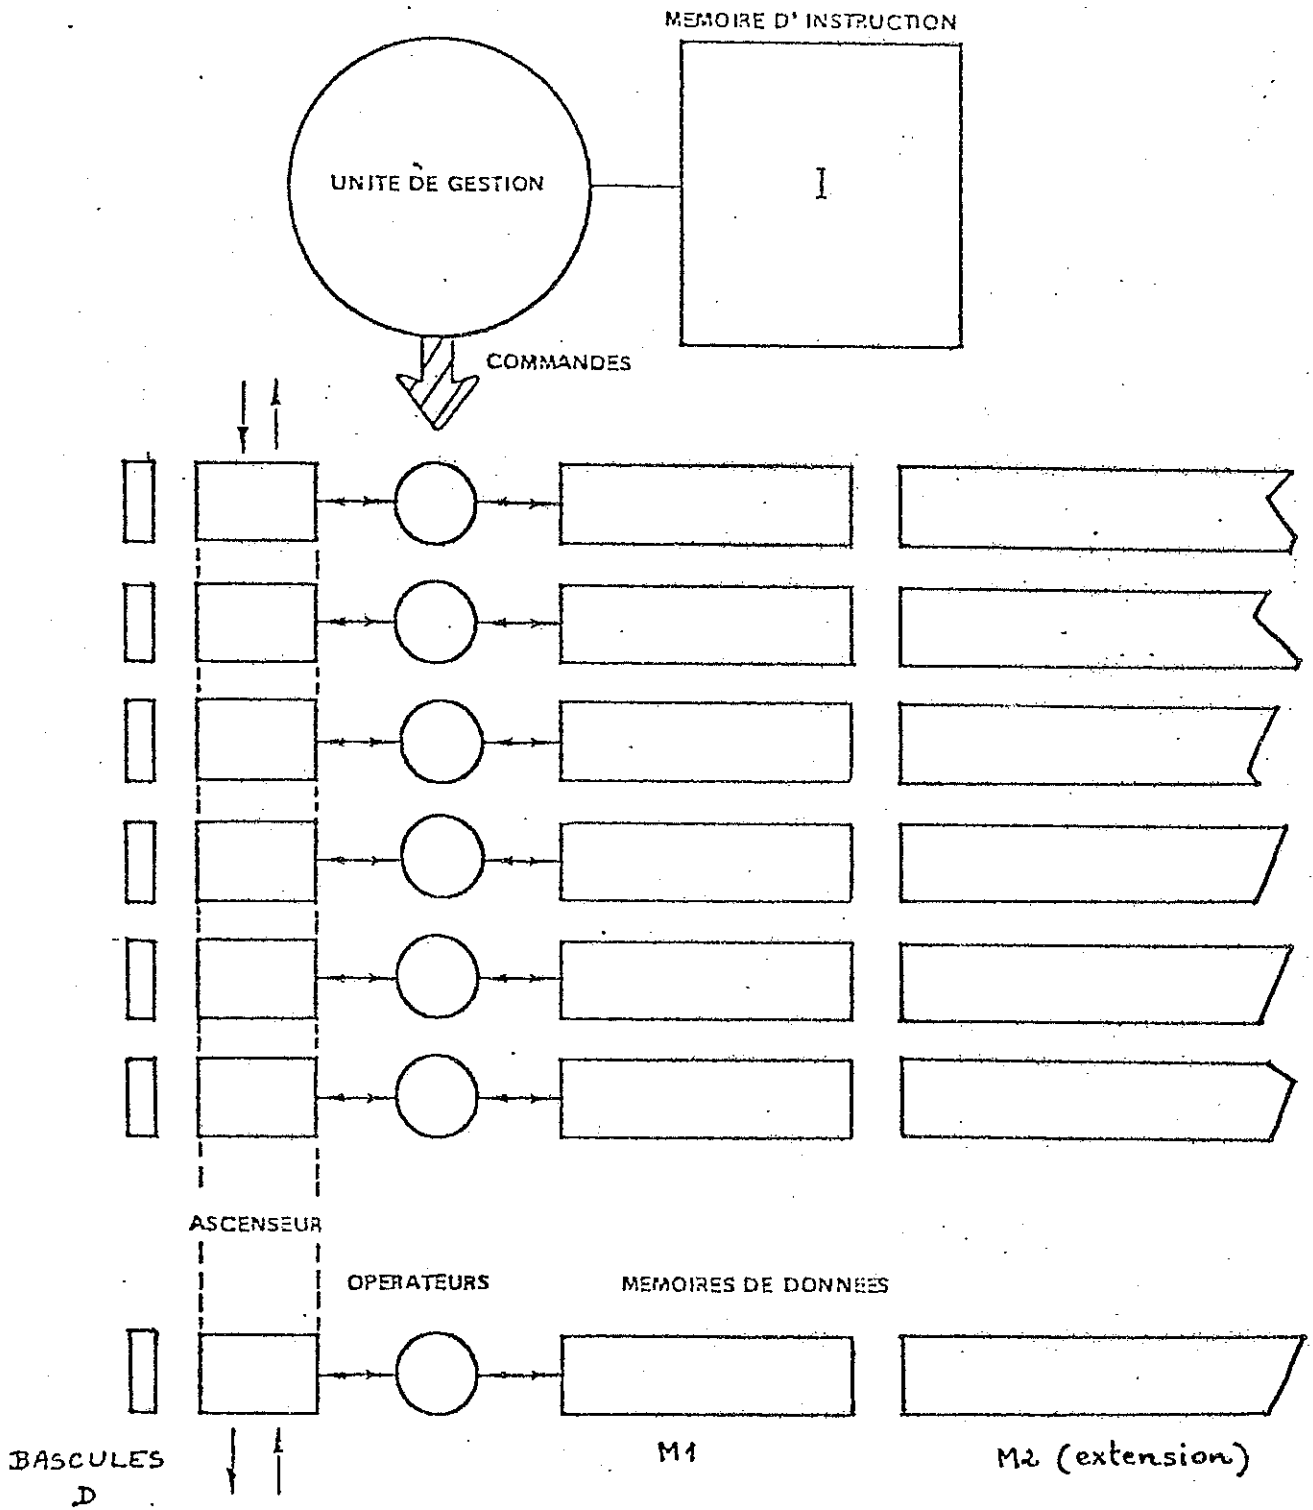 MEMOIRE D' INSTRUCTION
UNITE DE GESTION
I
COMMANDES
ASCENSEUR
OPERATEURS
MEMOIRES DE DONNEES
BASCULES
D
M1
M2 (extension)